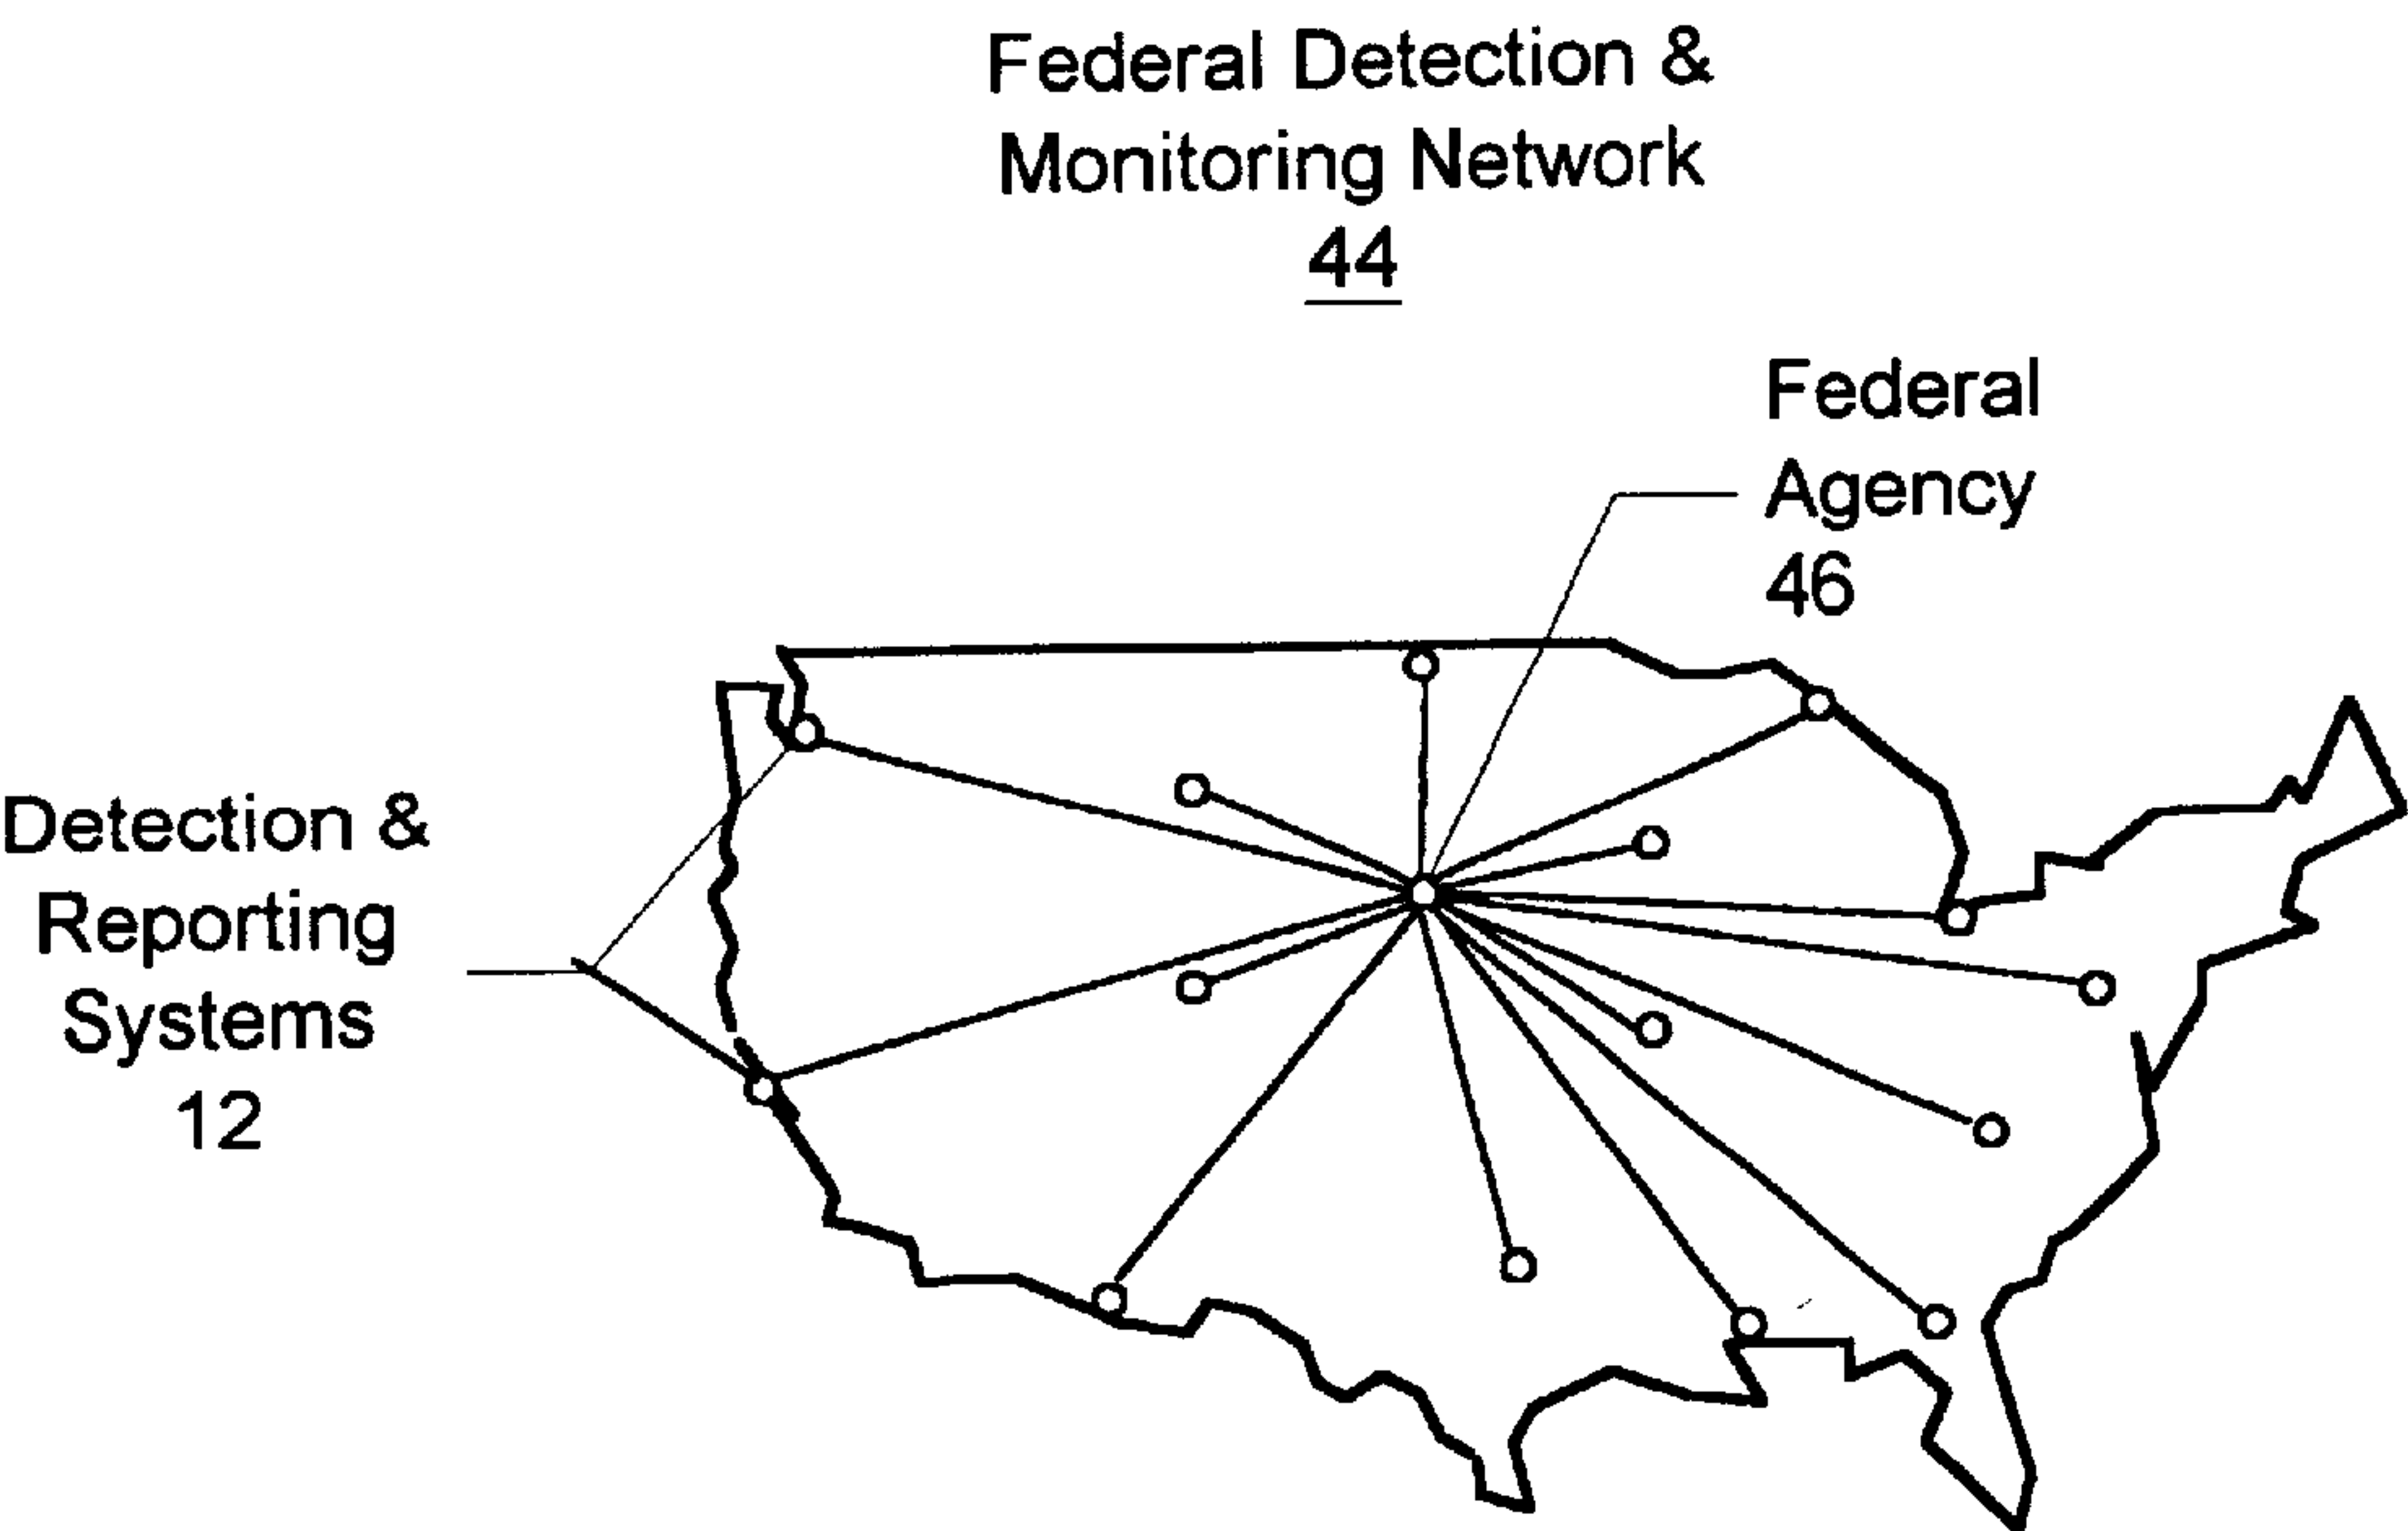 Federal Detection &
Monitoring Network
44
Federal
Agency
46
Detection &
Reporting
Systems
12